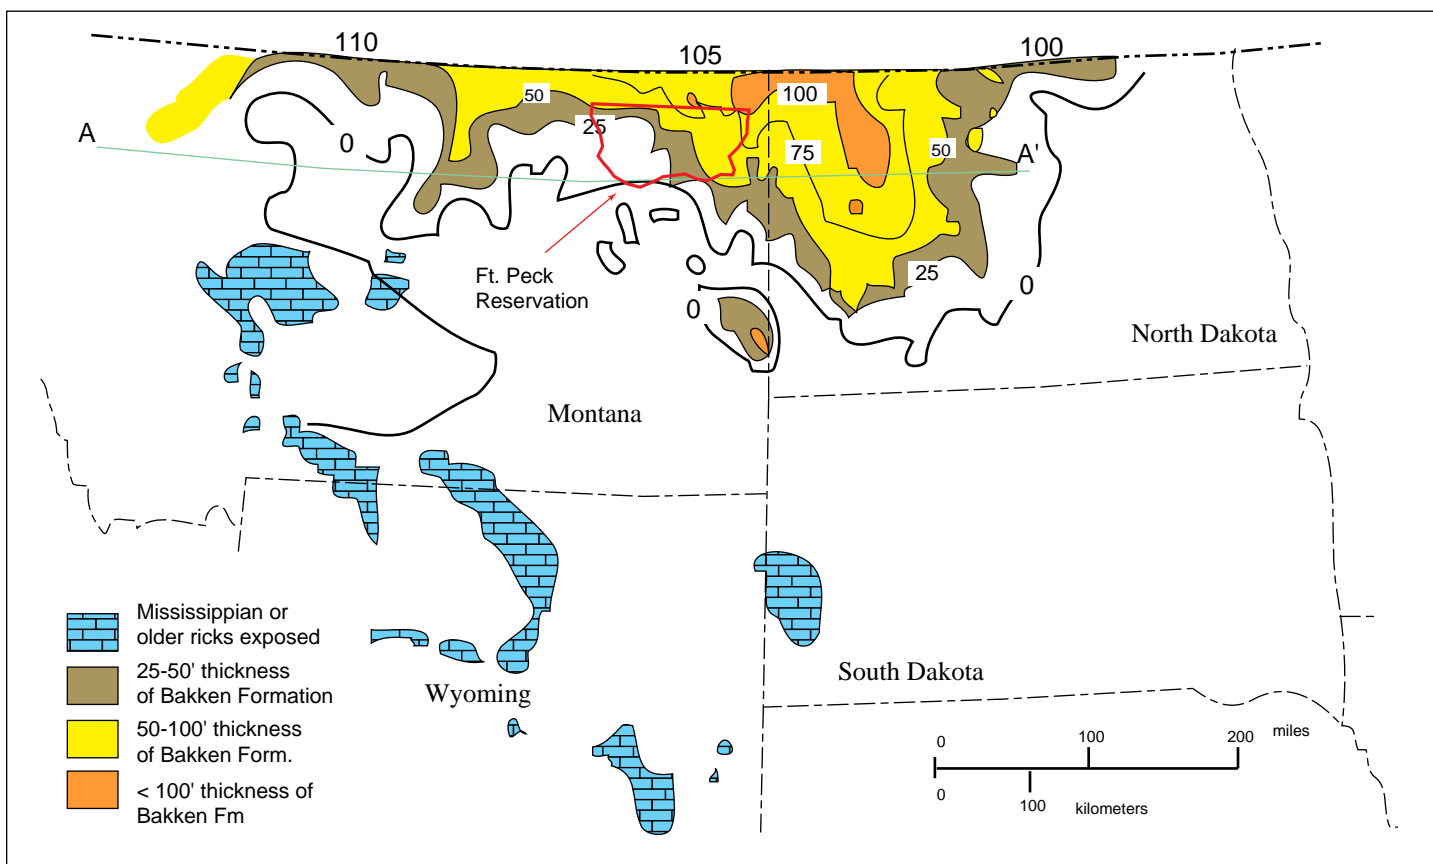 110
105
100
50
100
25
A
0
75
50
A'
Ft. Peck
Reservation
25
0
0
North Dakota
Montana
Mississippian or
older ricks exposed
25-50' thickness
of Bakken Formation
50-100' thickness
of Bakken Form.
< 100' thickness of
Bakken Fm
Wyoming
South Dakota
0 100 200 miles
0 100 kilometers